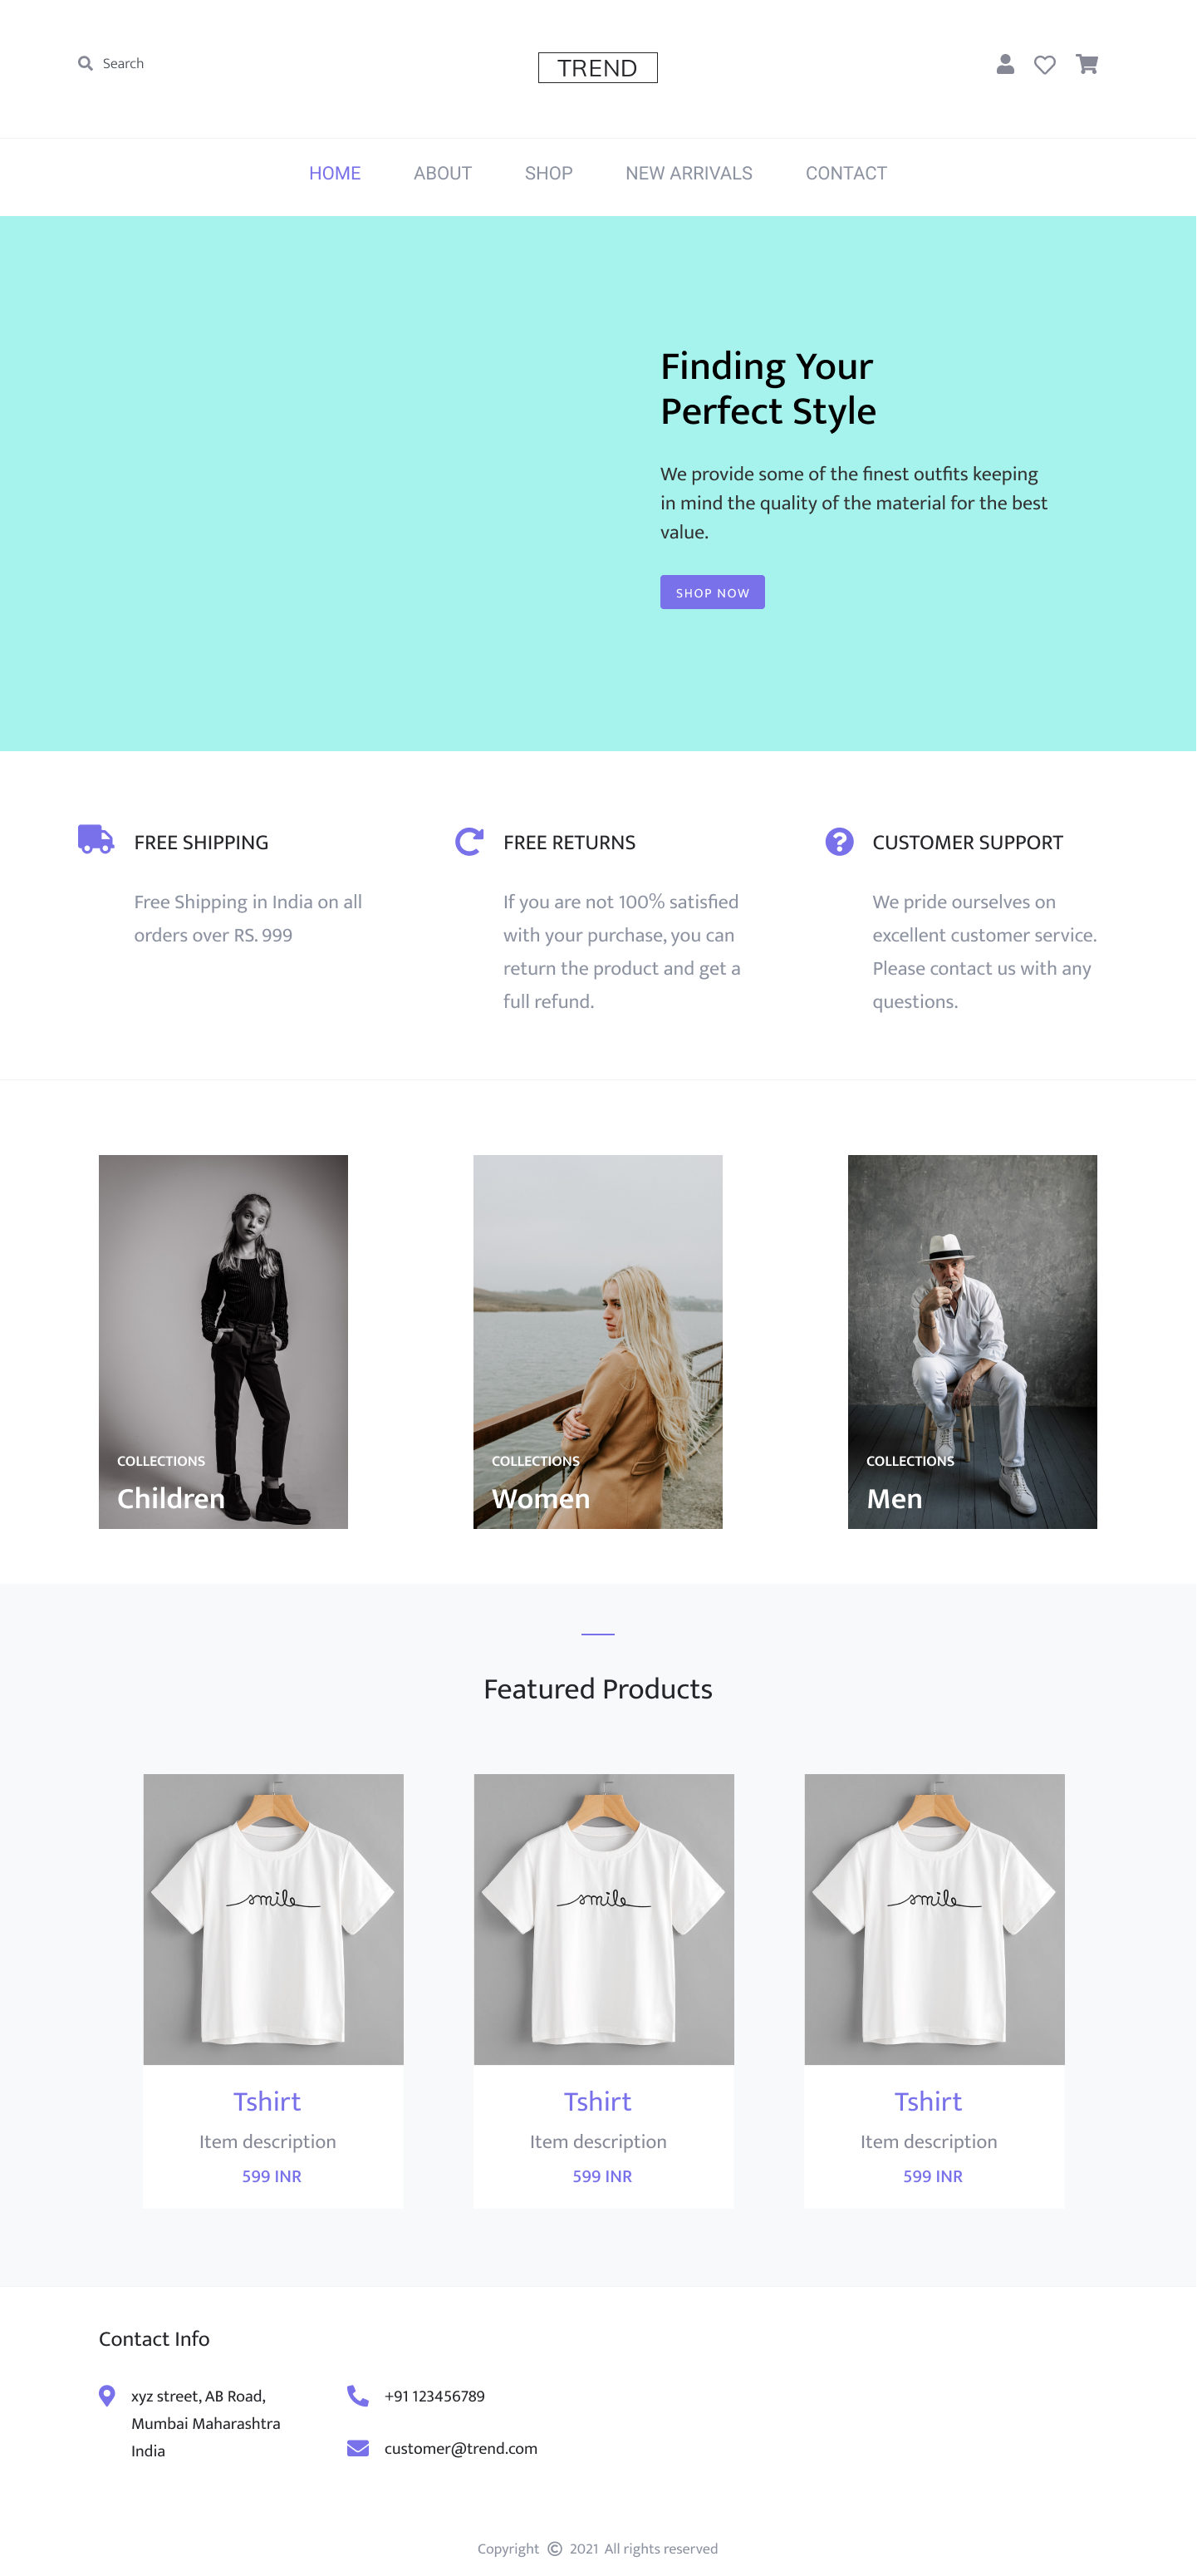 Search
TREND
HOME ABOUT SHOP NEW ARRIVALS CONTACT
Finding Your
Perfect Style
We provide some of the finest outfits keeping
in mind the quality of the material for the best
value.
SHOP NOW
FREE SHIPPING
Free Shipping in India on all
orders over RS. 999
FREE RETURNS
If you are not 100% satisfied
with your purchase, you can
return the product and get a
full refund.
CUSTOMER SUPPORT
We pride ourselves on
excellent customer service.
Please contact us with any
questions.
COLLECTIONS
Children
COLLECTIONS
Women
COLLECTIONS
Men
Featured Products
smile
Tshirt
Item description
599 INR
smile
Tshirt
Item description
599 INR
smile
Tshirt
Item description
599 INR
Contact Info
xyz street, AB Road,
Mumbai Maharashtra
India
+91 123456789
customer@trend.com
Copyright © 2021 All rights reserved